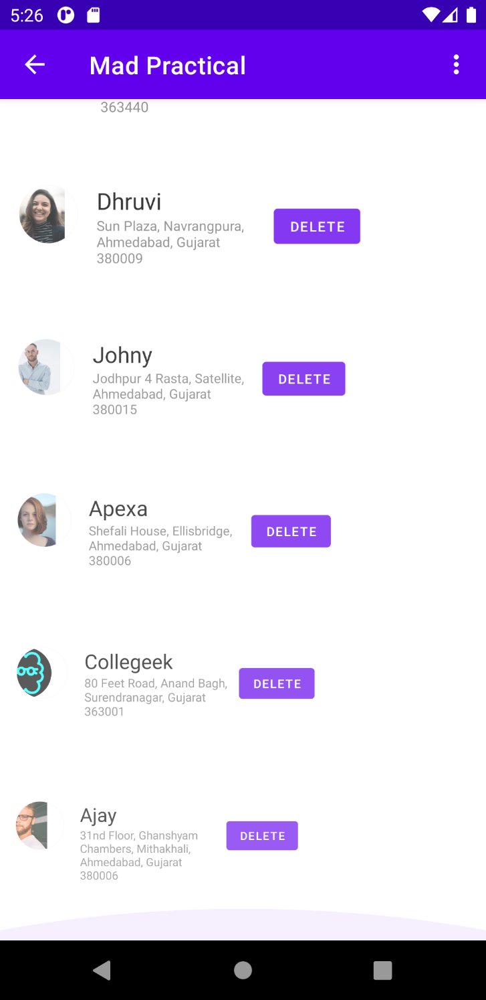 5:26
Mad Practical
363440
Dhruvi
Sun Plaza, Navrangpura,
Ahmedabad, Gujarat
380009
DELETE
Johny
Jodhpur 4 Rasta, Satellite,
Ahmedabad, Gujarat
380015
DELETE
Apexa
Shefali House, Ellisbridge,
Ahmedabad, Gujarat
380006
DELETE
Collegeek
80 Feet Road, Anand Bagh,
Surendranagar, Gujarat
363001
DELETE
Ajay
31nd Floor, Ghanshyam
Chambers, Mithakhali,
Ahmedabad, Gujarat
380006
DELETE